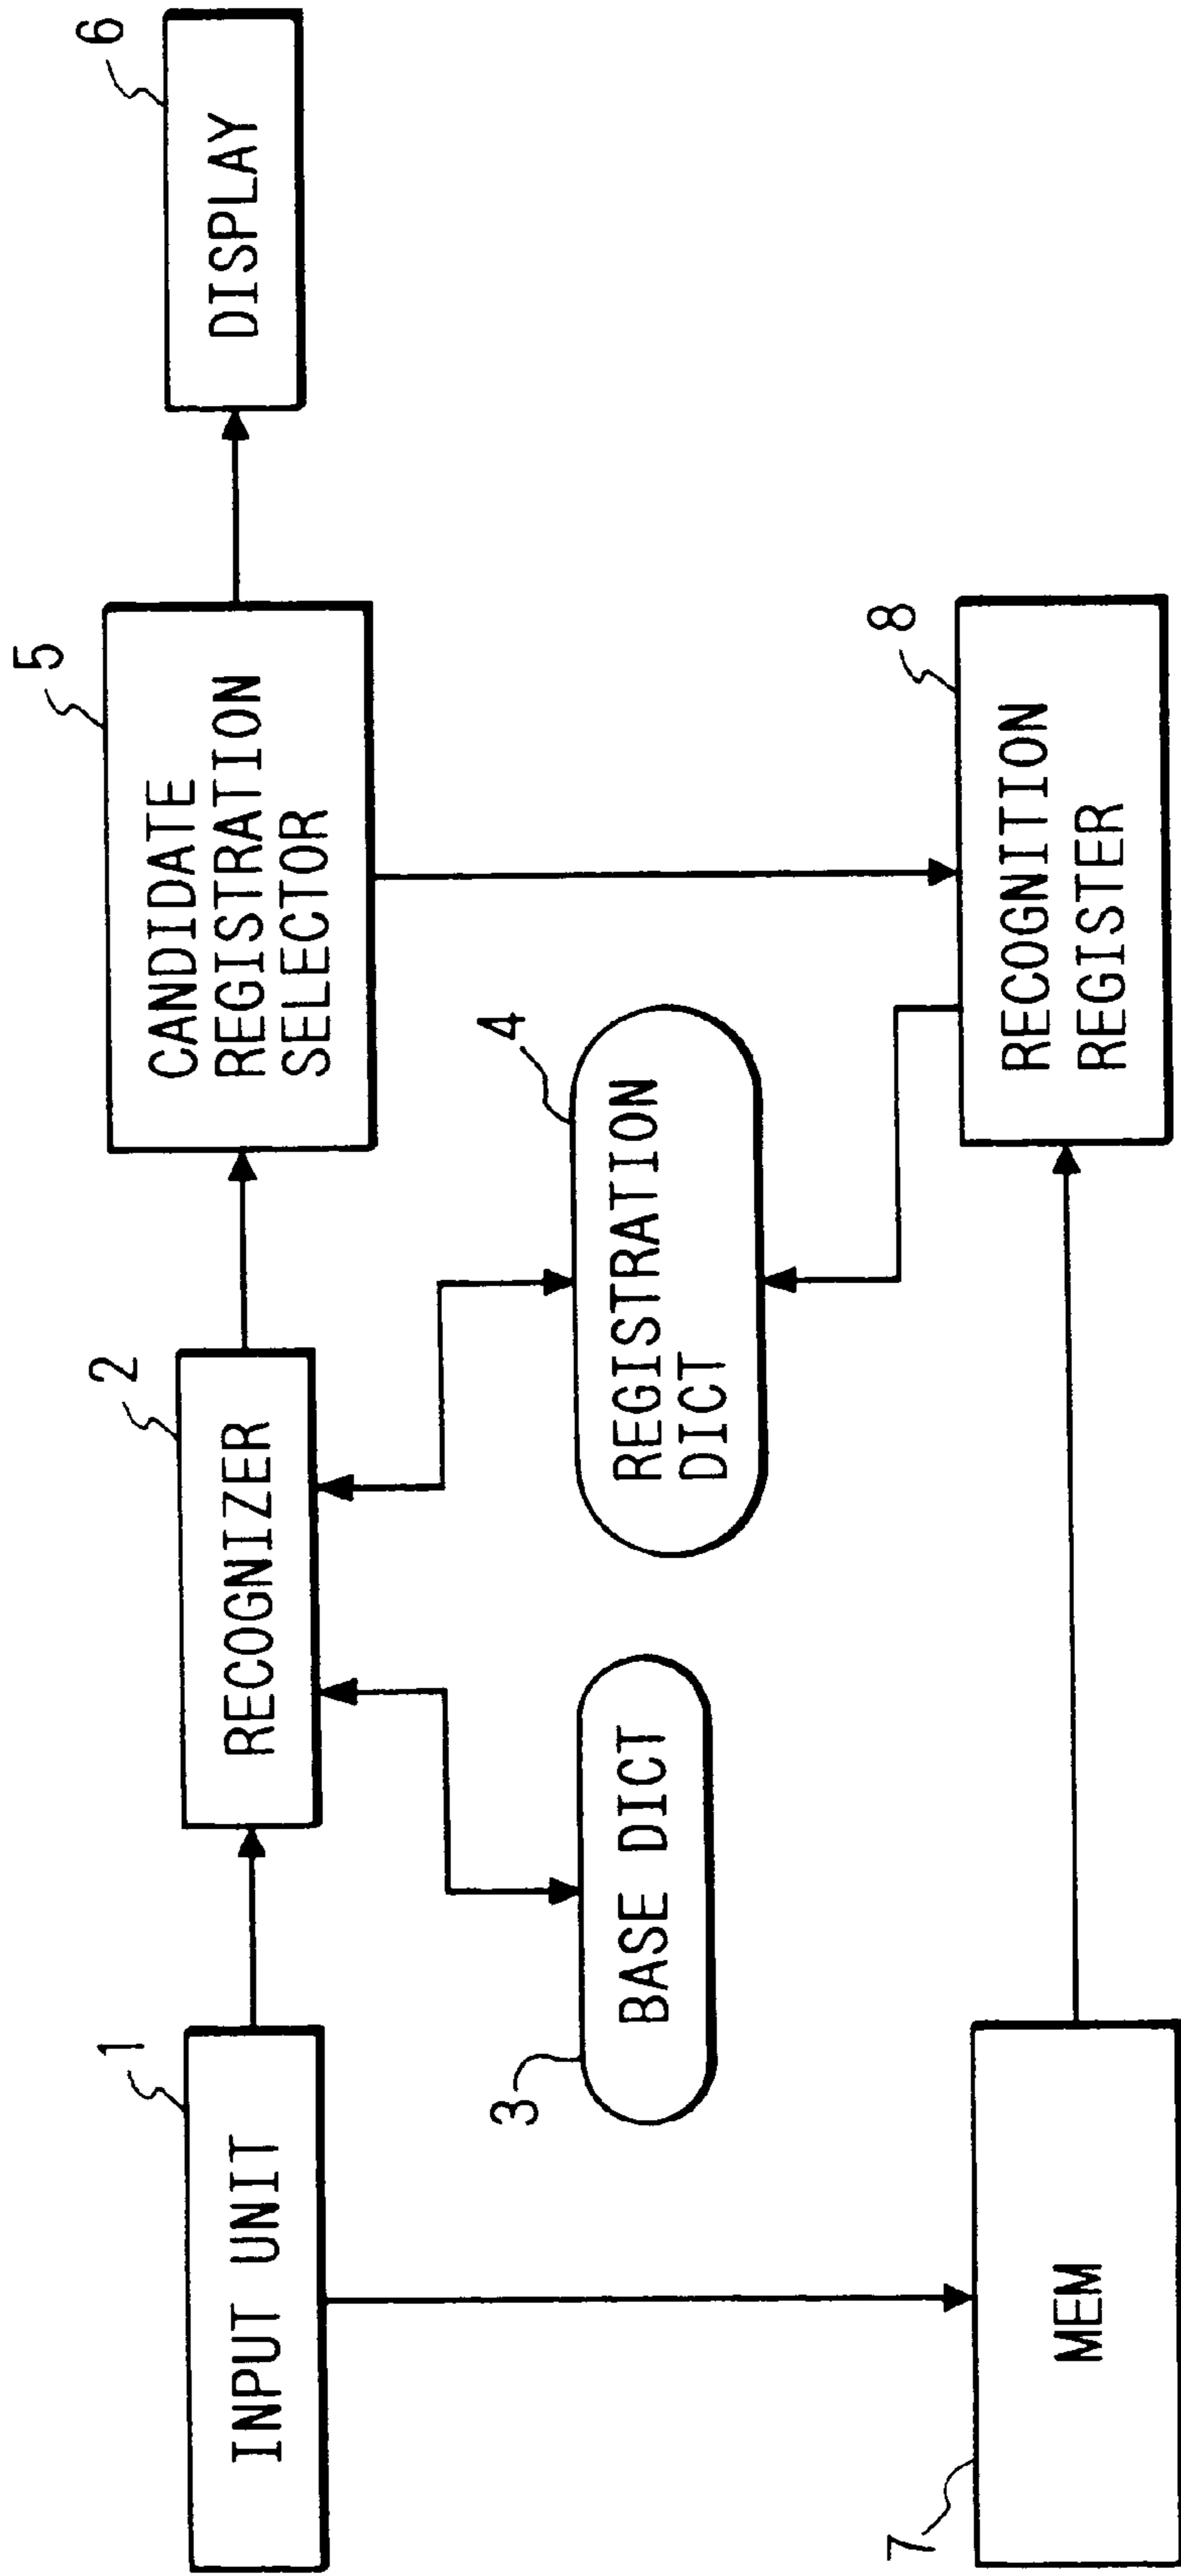 1
INPUT UNIT
2
RECOGNIZER
5
CANDIDATE
REGISTRATION
SELECTOR
6
DISPLAY
3
BASE DICT
4
REGISTRATION
DICT
7
MEM
8
RECOGNITION
REGISTER